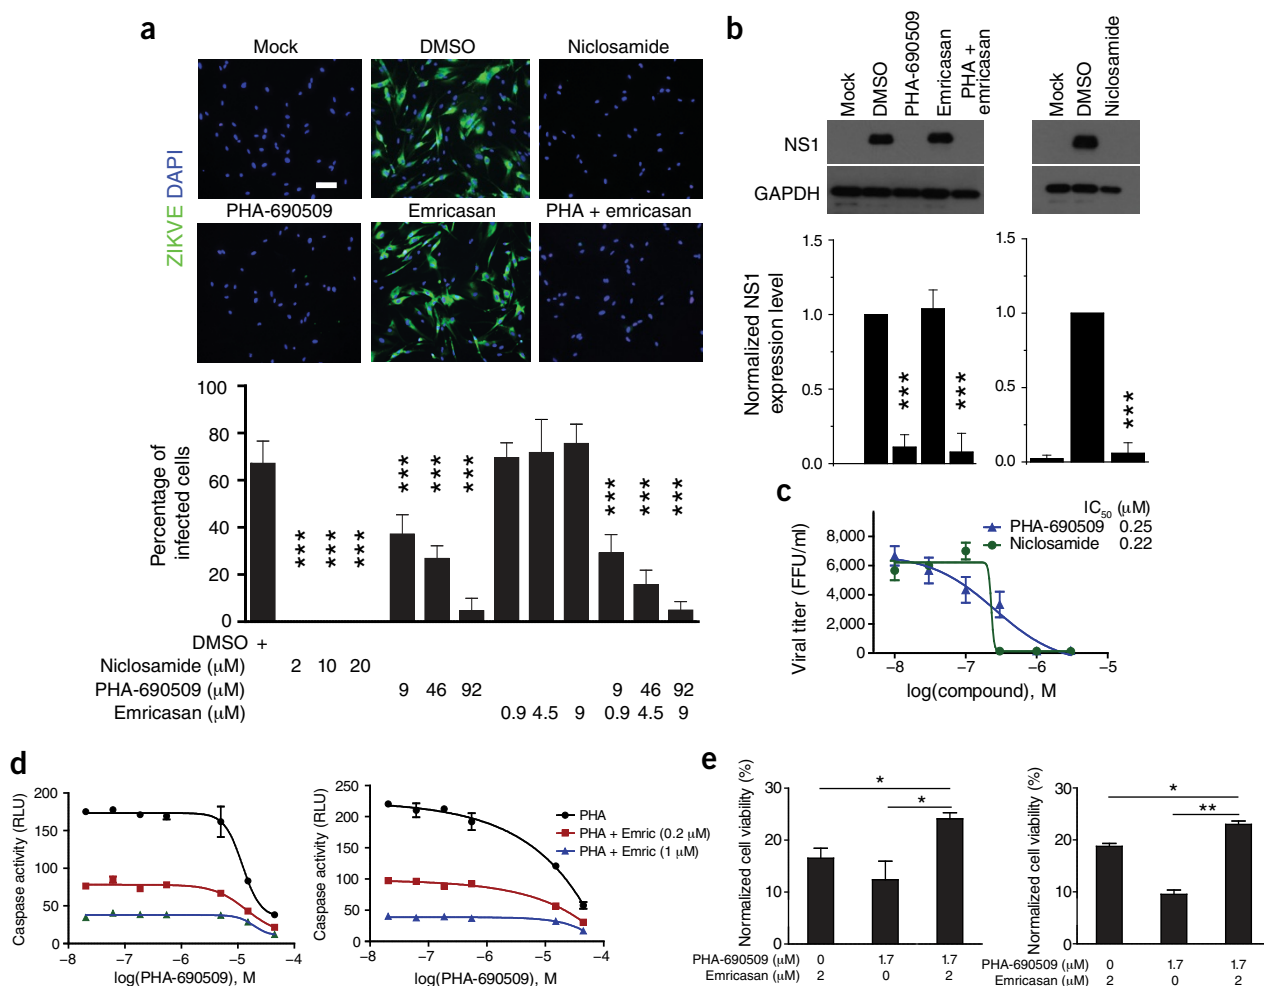 a
Mock DMSO Niclosamide
ZIKVE DAPI
PHA-690509 Emricasan PHA + emricasan
100
80
60
40
20
0
Percentage of
infected cells
*** *** *** *** *** *** *** *** ***
DMSO +
Niclosamide (µM) 2 10 20
PHA-690509 (µM) 9 46 92 9 46 92
Emricasan (µM) 0.9 4.5 9 0.9 4.5 9
b
Mock DMSO PHA-690509 Emricasan PHA + emricasan
Mock DMSO Niclosamide
NS1
GAPDH
Normalized NS1
expression level
1.5
1.0
0.5
0.0
*** ***
1.5
1.0
0.5
0.0
***
c
IC50 (µM)
PHA-690509 0.25
Niclosamide 0.22
Viral titer (FFU/ml)
8,000
6,000
4,000
2,000
0
−8 −7 −6 −5
log(compound), M
d
Caspase activity (RLU)
200
150
100
50
0
−8 −7 −6 −5 −4
log(PHA-690509), M
Caspase activity (RLU)
250
200
150
100
50
0
−8 −7 −6 −5 −4
log(PHA-690509), M
PHA
PHA + Emric (0.2 µM)
PHA + Emric (1 µM)
e
Normalized cell viability (%)
30
20
10
0
*
*
PHA-690509 (µM) 0 1.7 1.7
Emricasan (µM) 2 0 2
Normalized cell viability (%)
30
20
10
0
*
**
PHA-690509 (µM) 0 1.7 1.7
Emricasan (µM) 2 0 2